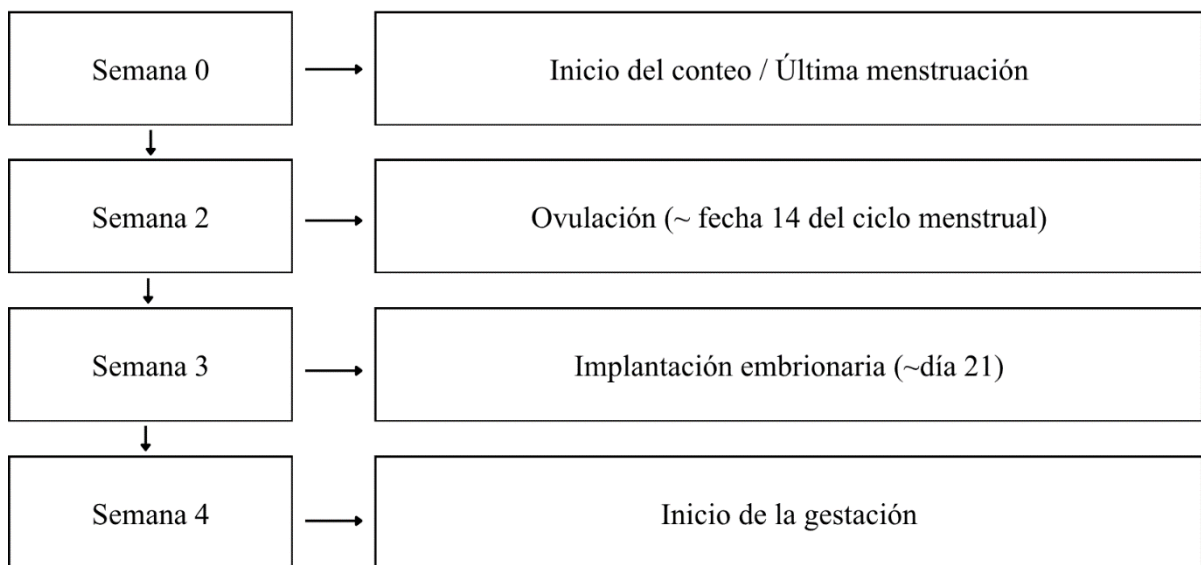 Semana 0
Inicio del conteo / Última menstruación
Semana 2
Ovulación (~ fecha 14 del ciclo menstrual)
Semana 3
Implantación embrionaria (~día 21)
Semana 4
Inicio de la gestación